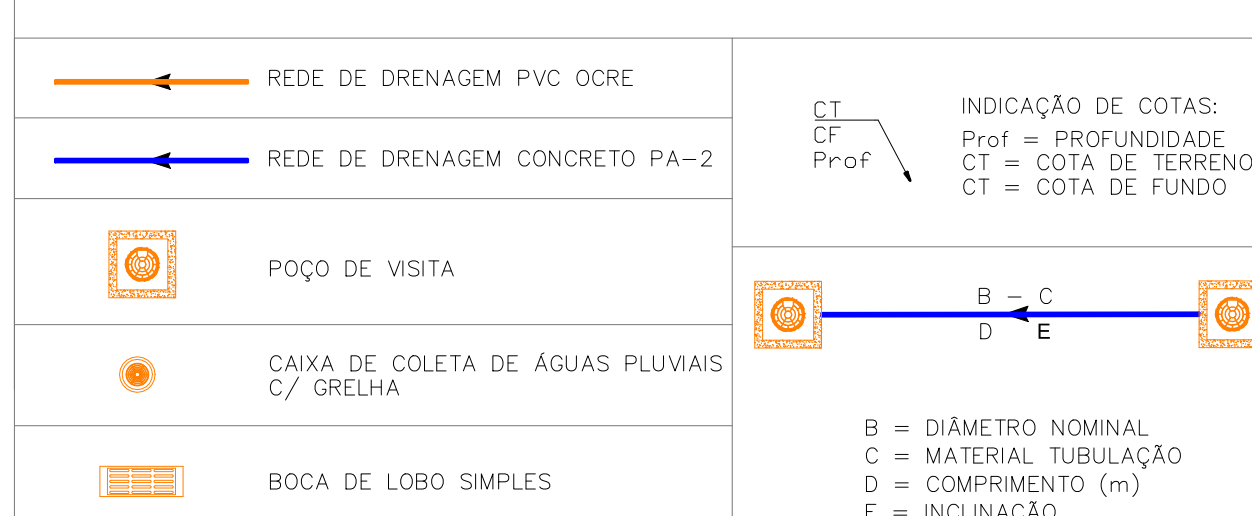 REDE DE DRENAGEM PVC OCRE
REDE DE DRENAGEM CONCRETO PA-2
POÇO DE VISITA
CAIXA DE COLETA DE ÁGUAS PLUVIAIS
C/ GRELHA
BOCA DE LOBO SIMPLES
CT
CF
Prof
INDICAÇÃO DE COTAS:
Prof = PROFUNDIDADE
CT = COTA DE TERRENO
CT = COTA DE FUNDO
B - C
D E
B = DIÂMETRO NOMINAL
C = MATERIAL TUBULAÇÃO
D = COMPRIMENTO (m)
E = INCLINAÇÃO